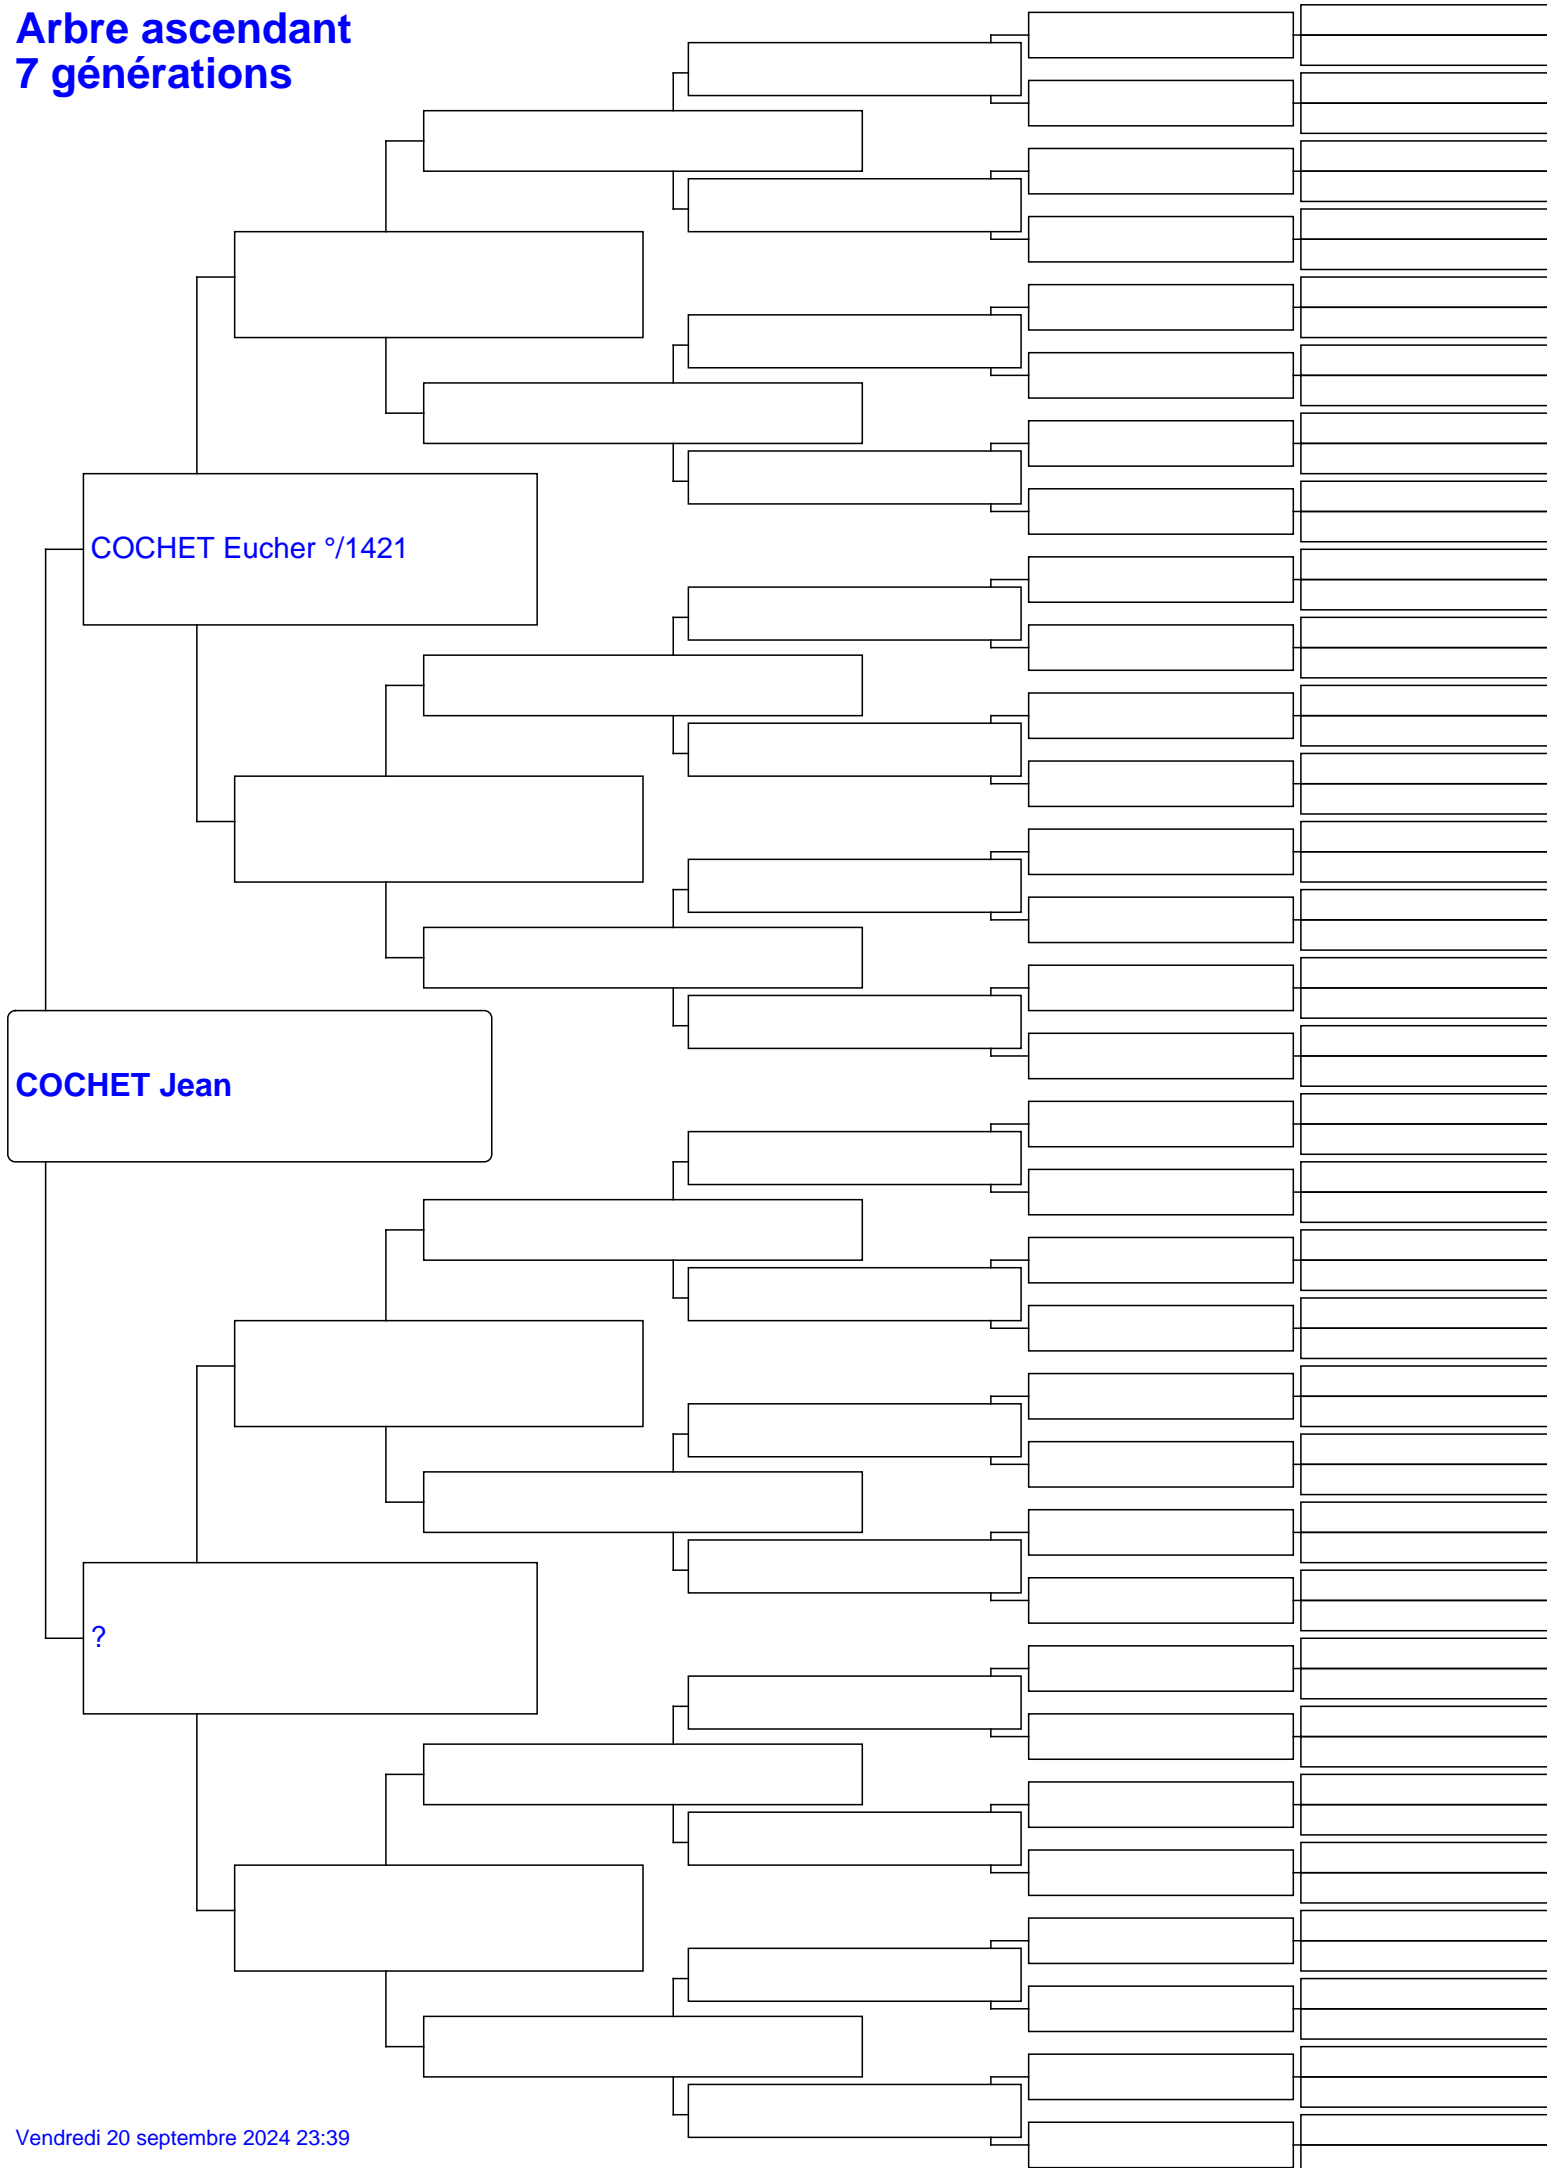 Arbre ascendant
7 générations
COCHET Eucher °/1421
COCHET Jean
?
Vendredi 20 septembre 2024 23:39